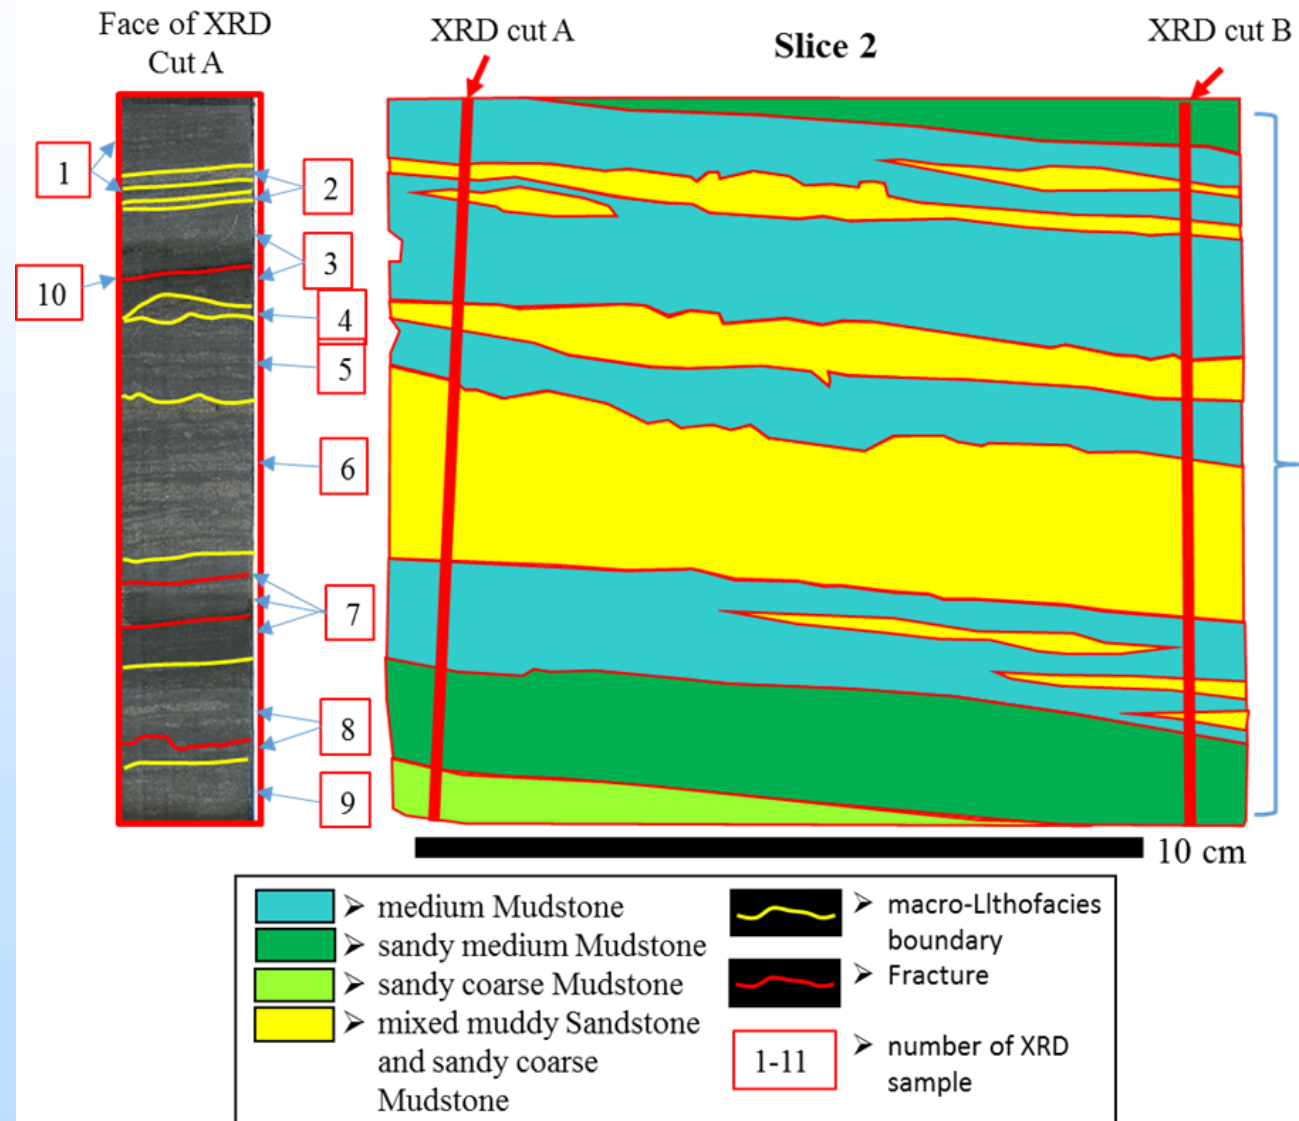 Face of XRD
Cut A
XRD cut A
Slice 2
XRD cut B
1
2
3
10
4
5
6
7
8
9
10 cm
➢ medium Mudstone
➢ sandy medium Mudstone
➢ sandy coarse Mudstone
➢ mixed muddy Sandstone
and sandy coarse
Mudstone
➢ macro-LIthofacies
boundary
➢ Fracture
1-11
➢ number of XRD
sample